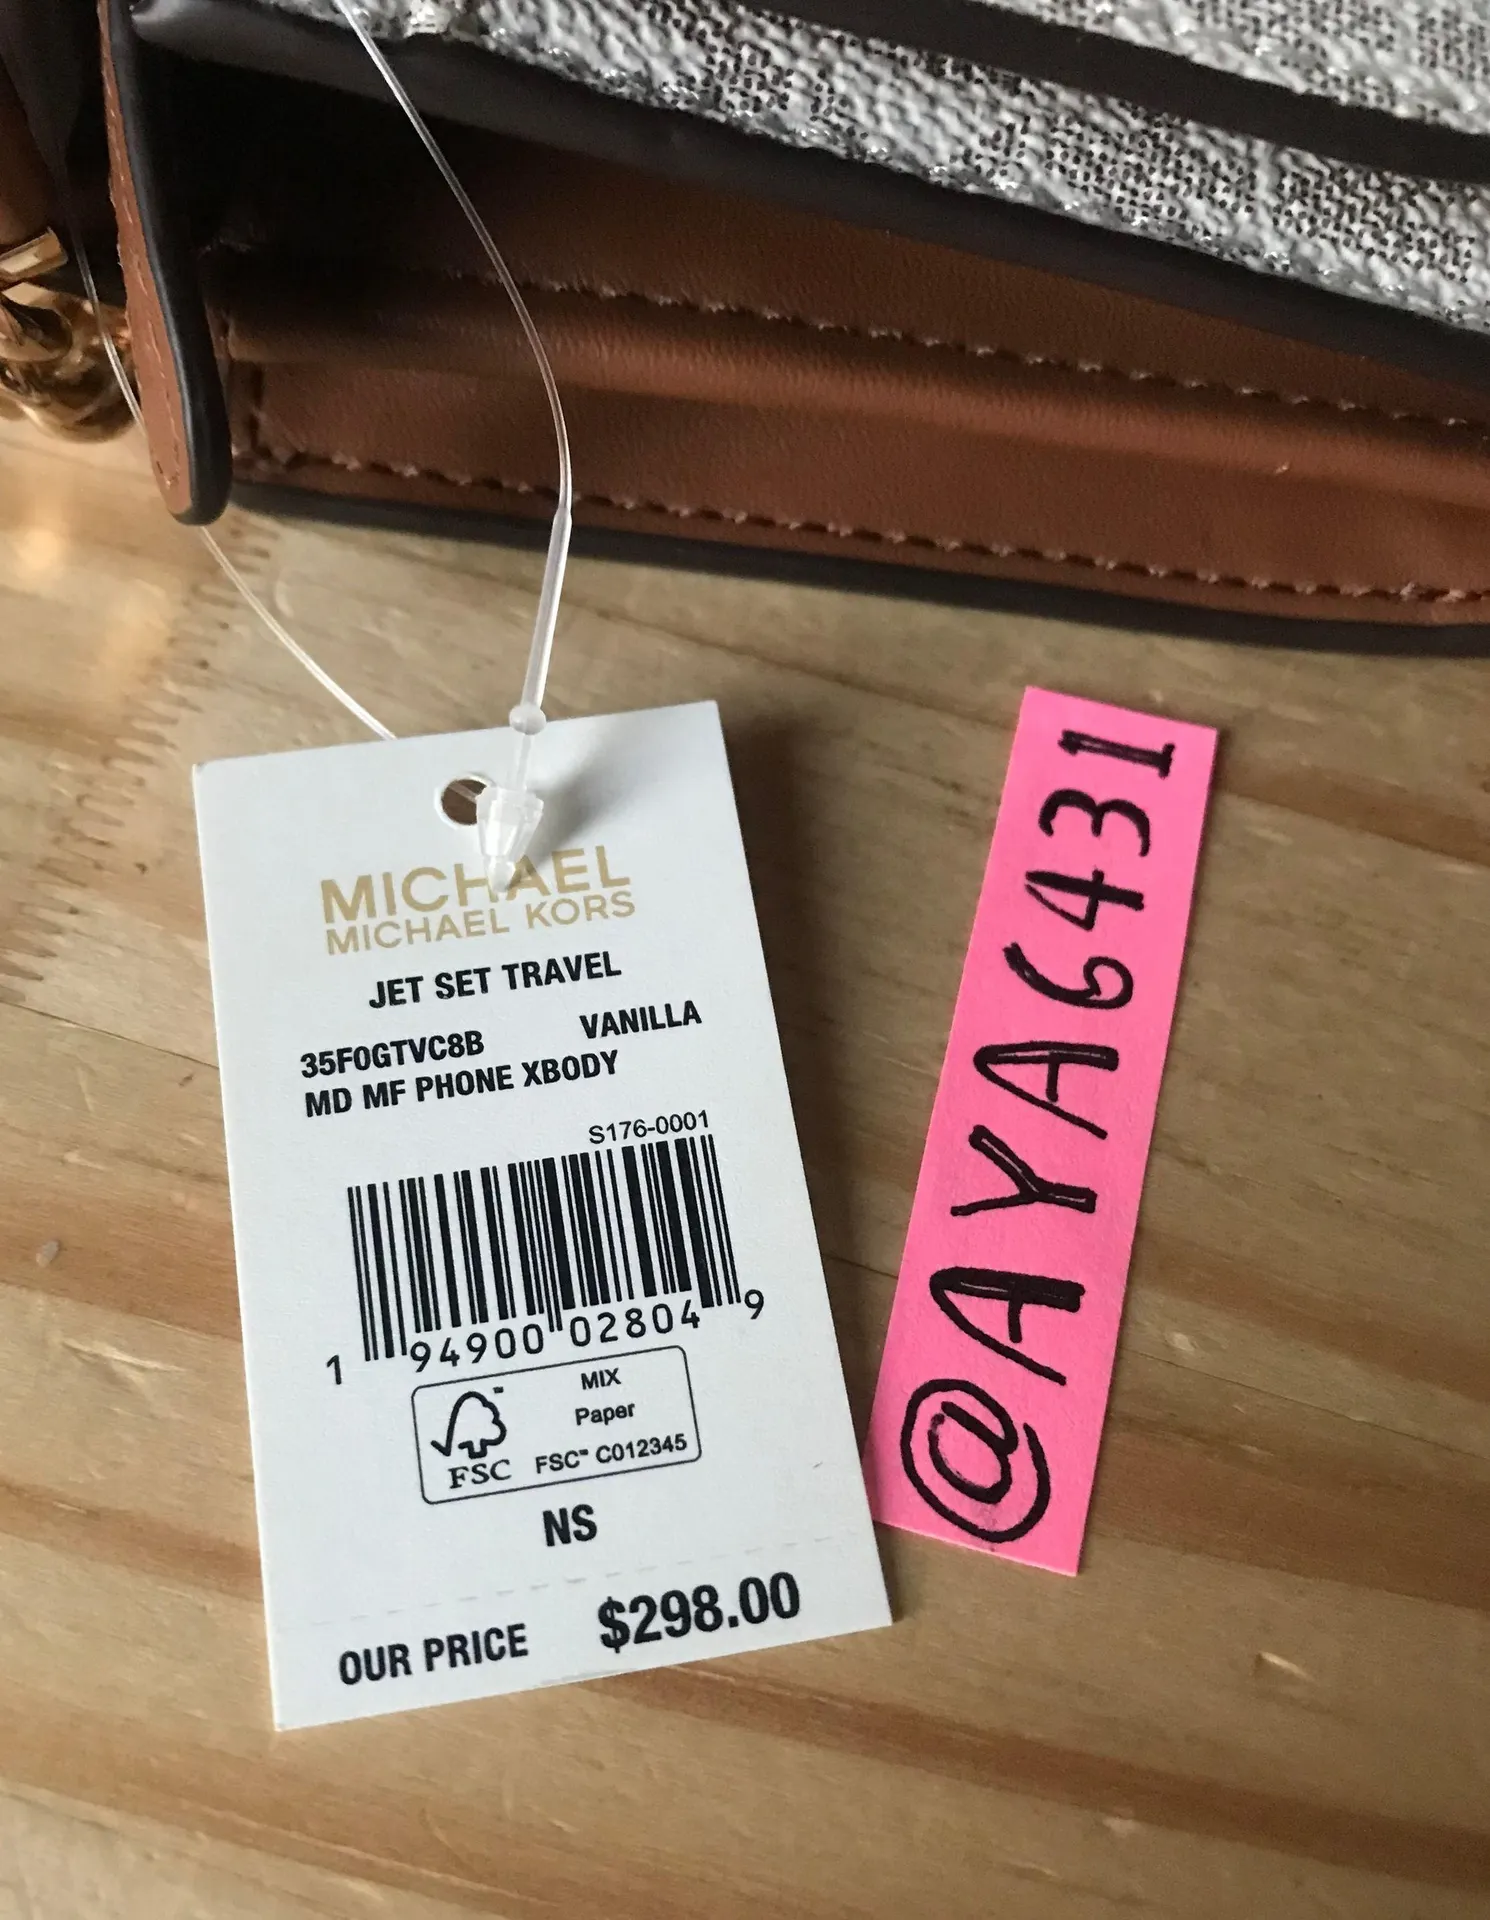 MICHAEL
MICHAEL KORS
JET SET TRAVEL
35F0GTVC8B VANILLA
MD MF PHONE XBODY
S176-0001
1 94900 02804 9
MIX
Paper
FSC™ C012345
FSC
NS
OUR PRICE $298.00
@AYA6431